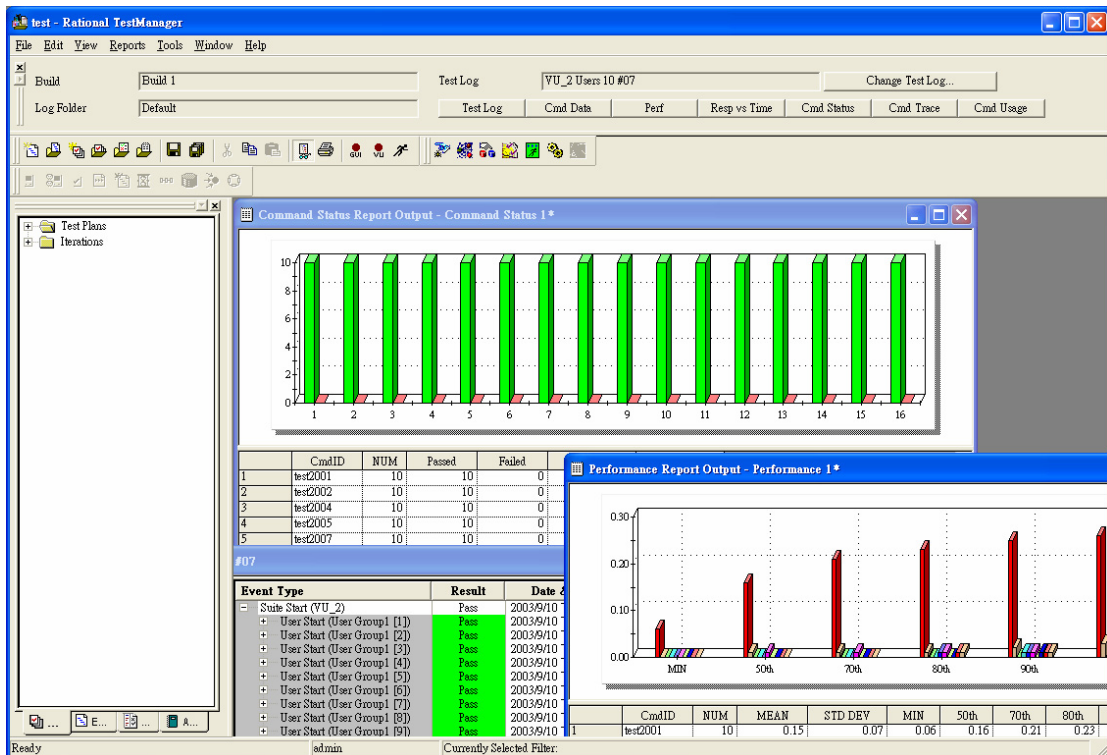 test - Rational TestManager
File Edit View Reports Tools Window Help
Build Build 1 Test Log VU_2 Users 10 #07 Change Test Log...
Log Folder Default Test Log Cmd Data Perf Resp vs Time Cmd Status Cmd Trace Cmd Usage
GUI VU
DOC
Test Plans
Iterations
Command Status Report Output - Command Status 1*
10
8
6
4
2
0
1 2 3 4 5 6 7 8 9 10 11 12 13 14 15 16
CmdID NUM Passed Failed
1 test2001 10 10 0
2 test2002 10 10 0
3 test2004 10 10 0
4 test2005 10 10 0
5 test2007 10 10 0
#07
Event Type Result Date &
Suite Start (VU_2) Pass 2003/9/10
User Start (User Group1 [1]) Pass 2003/9/10
User Start (User Group1 [2]) Pass 2003/9/10
User Start (User Group1 [3]) Pass 2003/9/10
User Start (User Group1 [4]) Pass 2003/9/10
User Start (User Group1 [5]) Pass 2003/9/10
User Start (User Group1 [6]) Pass 2003/9/10
User Start (User Group1 [7]) Pass 2003/9/10
User Start (User Group1 [8]) Pass 2003/9/10
User Start (User Group1 [9]) Pass 2003/9/10
Performance Report Output - Performance 1*
0.30
0.20
0.10
0.00
MIN 50th 70th 80th 90th
CmdID NUM MEAN STD DEV MIN 50th 70th 80th
1 test2001 10 0.15 0.07 0.06 0.16 0.21 0.23
... E... ... A...
Ready admin Currently Selected Filter: